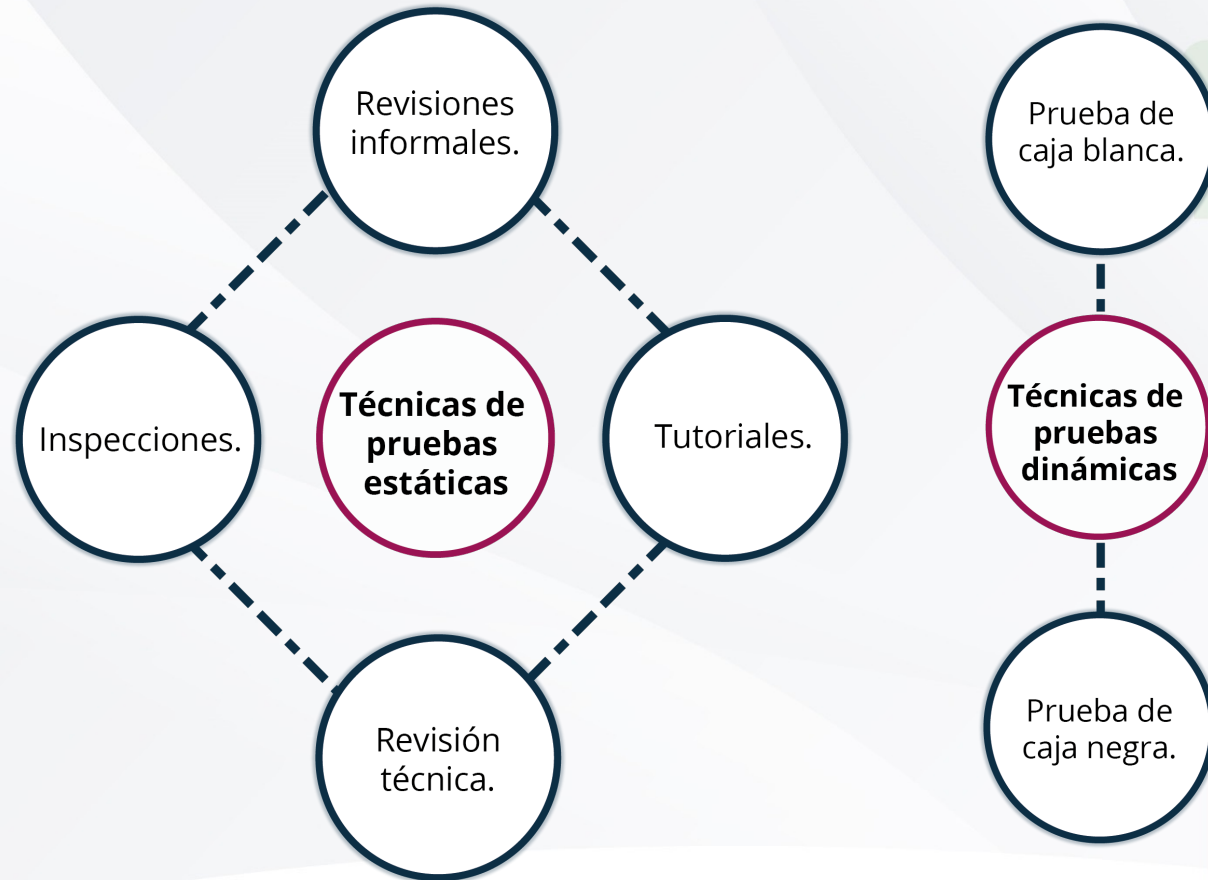 Revisiones
informales.
Inspecciones.
Técnicas de
pruebas
estáticas
Tutoriales.
Revisión
técnica.
Prueba de
caja blanca.
Técnicas de
pruebas
dinámicas
Prueba de
caja negra.